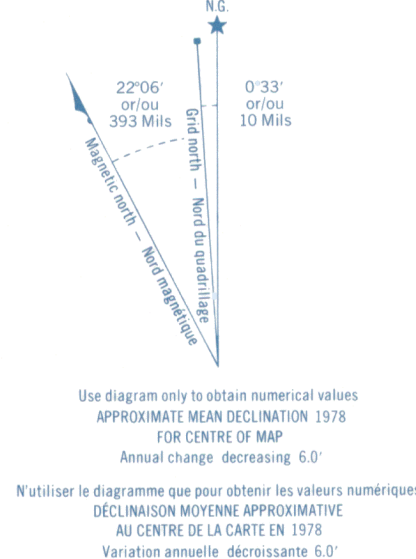 N.G.
22°06′
or/ou
393 Mils
0°33′
or/ou
10 Mils
Magnetic north — Nord magnétique
Grid north — Nord du quadrillage
Use diagram only to obtain numerical values
APPROXIMATE MEAN DECLINATION 1978
FOR CENTRE OF MAP
Annual change decreasing 6.0′
N'utiliser le diagramme que pour obtenir les valeurs numériques
DÉCLINAISON MOYENNE APPROXIMATIVE
AU CENTRE DE LA CARTE EN 1978
Variation annuelle décroissante 6.0′